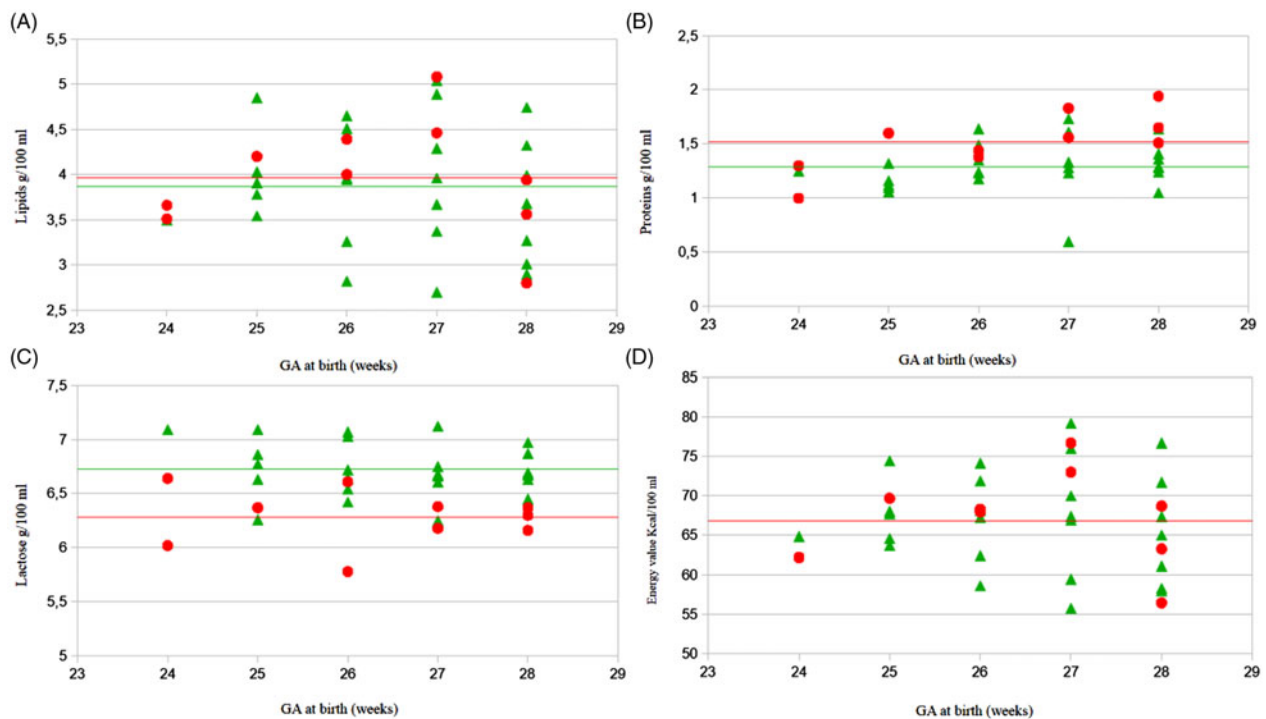 (A)
Lipids g/100 ml
5,5
5
4,5
4
3,5
3
2,5
23 24 25 26 27 28 29
GA at birth (weeks)
(B)
Proteins g/100 ml
2,5
2
1,5
1
0,5
0
23 24 25 26 27 28 29
GA at birth (weeks)
(C)
Lactose g/100 ml
7,5
7
6,5
6
5,5
5
23 24 25 26 27 28 29
GA at birth (weeks)
(D)
Energy value Kcal/100 ml
85
80
75
70
65
60
55
50
23 24 25 26 27 28 29
GA at birth (weeks)